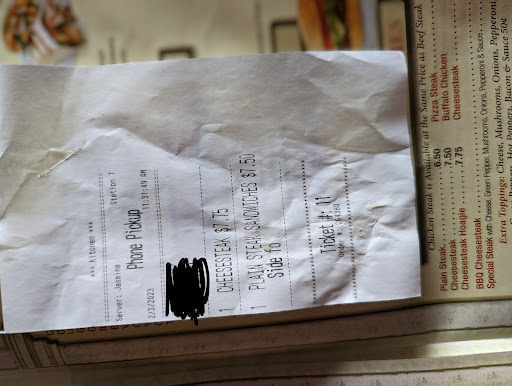 *** Kitchen ***
Server: Jasmine Station 7
Phone Pickup
2/3/2023 11:31:49 AM
1 CHEESESTEAK $7.75
1 PLAIN STEAK SANDWICHES $7.50
Side To
Ticket #: 11
Chicken Steak is Available at the Same Price as Beef Steak
Plain Steak 6.50
Cheesesteak 7.50
Cheesesteak Hoagie 7.75
Pizza Steak
Buffalo Chicken
Cheesesteak
BBQ Cheesesteak
Special Steak with Cheese, Green Pepper, Mushrooms, Onions, Pepperoni & Sauce
Extra Toppings: Cheese, Mushrooms, Onions, Pepperoni,
Hot Peppers, Bacon & Sauce 50¢